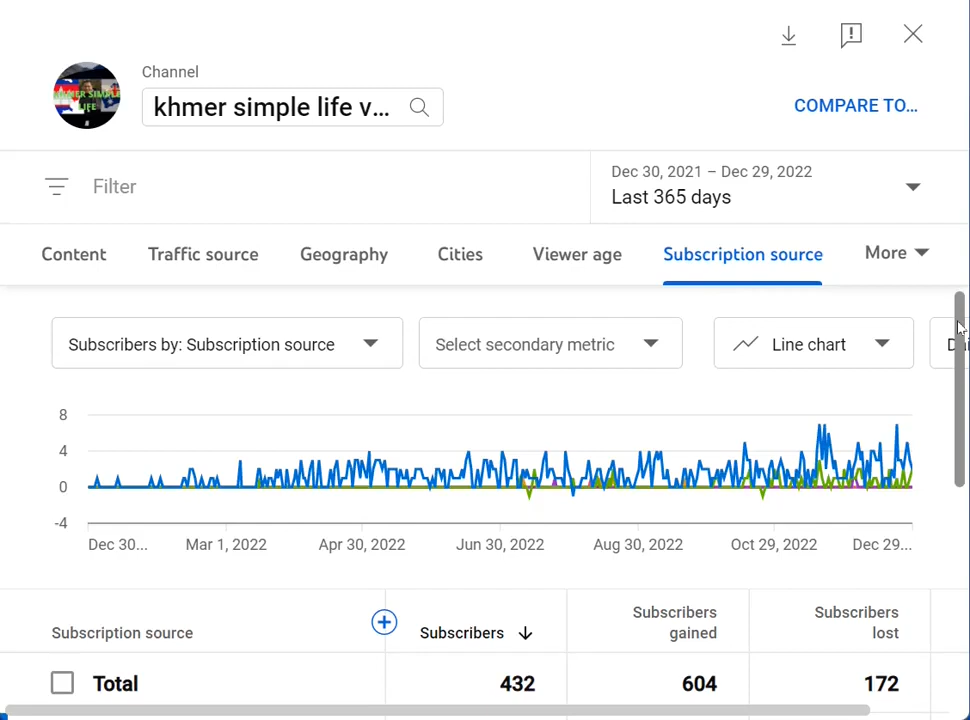 Channel
khmer simple life v...
COMPARE TO...
Filter
Dec 30, 2021 – Dec 29, 2022
Last 365 days
Content
Traffic source
Geography
Cities
Viewer age
Subscription source
More
Subscribers by: Subscription source
Select secondary metric
Line chart
8
4
0
-4
Dec 30...
Mar 1, 2022
Apr 30, 2022
Jun 30, 2022
Aug 30, 2022
Oct 29, 2022
Dec 29...
Subscription source
Subscribers
Subscribers
gained
Subscribers
lost
Total
432
604
172